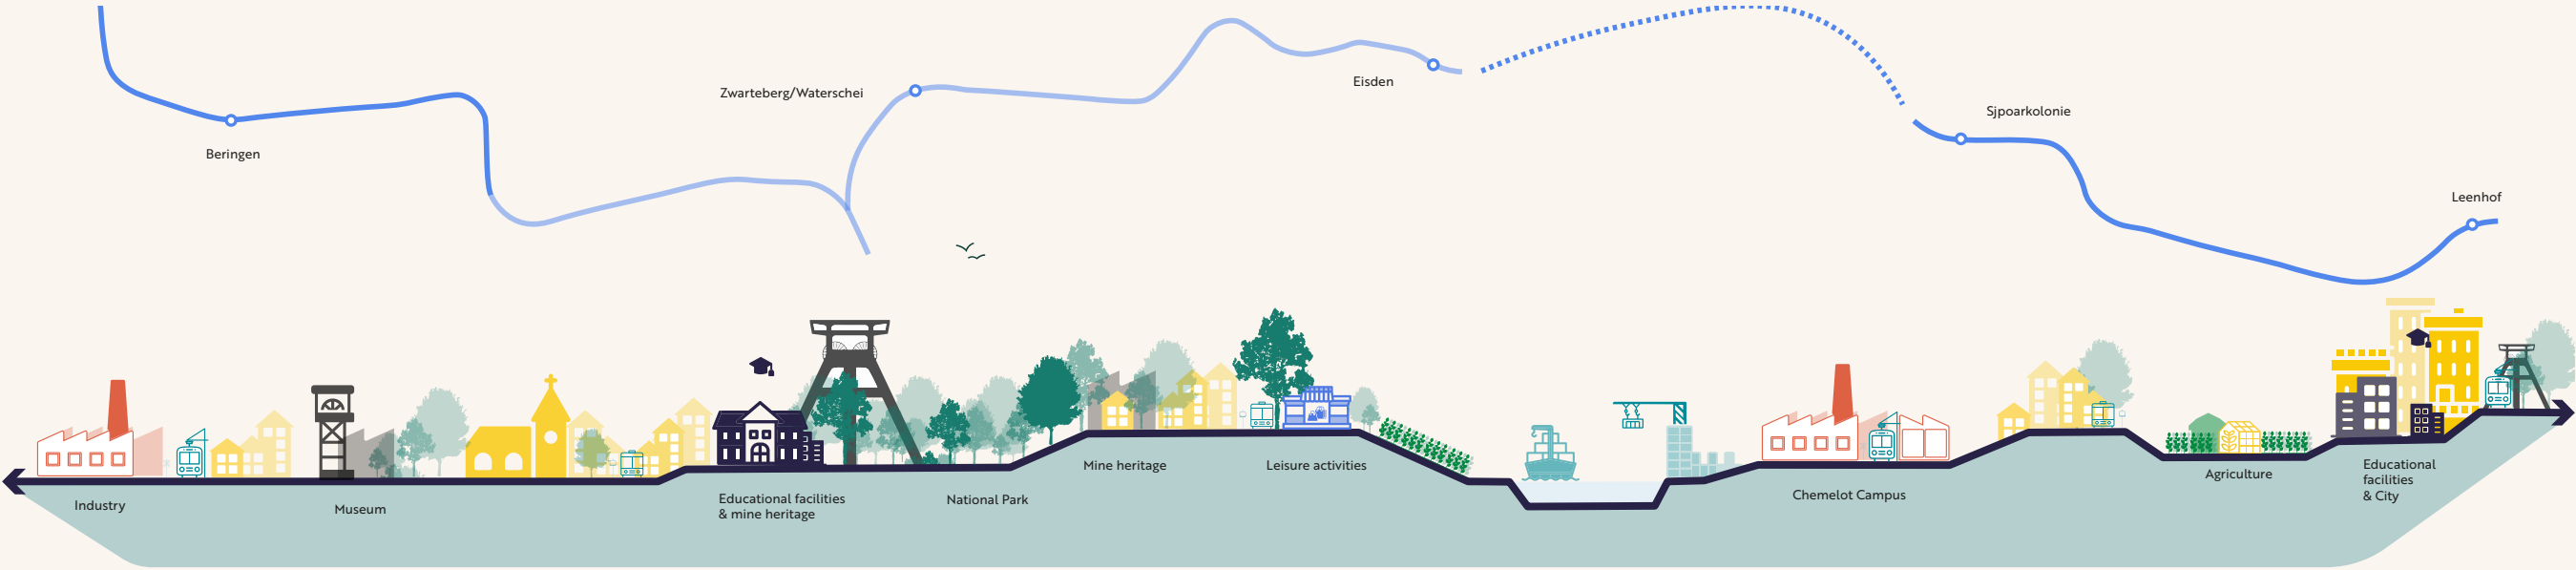 Zwarteberg/Waterschei
Eisden
Sjpoarkolonie
Beringen
Leenhof
Mine heritage
Leisure activities
Educational
facilities
& City
Agriculture
Chemelot Campus
Educational facilities
& mine heritage
National Park
Industry
Museum